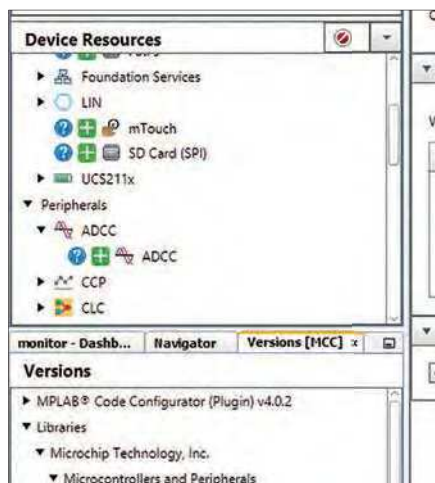 Device Resources
Foundation Services
LIN
mTouch
SD Card (SPI)
UCS211x
Peripherals
ADCC
ADCC
CCP
CLC
monitor - Dashb... Navigator Versions [MCC] x
Versions
MPLAB® Code Configurator (Plugin) v4.0.2
Libraries
Microchip Technology, Inc.
Microcontrollers and Peripherals